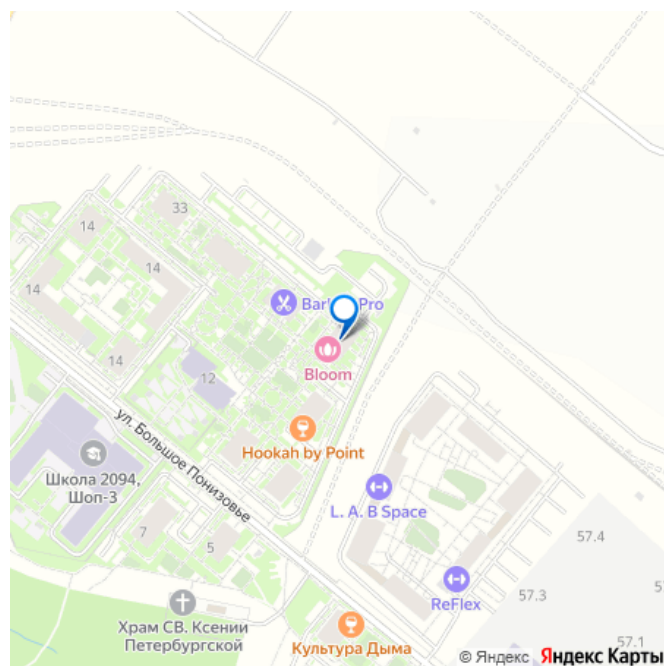 33
14
14
14
Bar
Pro
Bloom
14
12
ул. Большое Понизовье
Hookah by Point
Школа 2094,
Шоп-3
L. A. B Space
7
5
57.4
57.3
ReFlex
Храм СВ. Ксении
Петербургской
Культура Дыма
57.1
© Яндекс Яндекс Карты